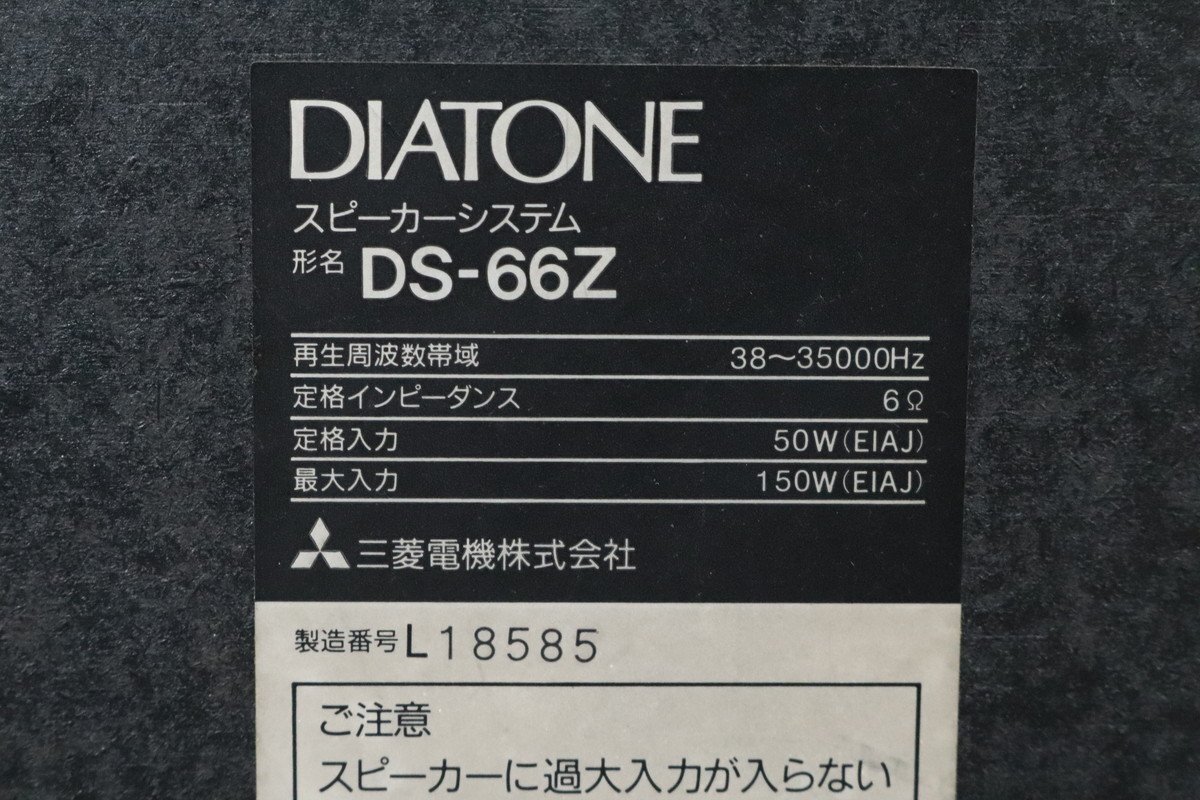 DIATONE
スピーカーシステム
形名 DS-66Z
再生周波数帯域 38〜35000Hz
定格インピーダンス 6Ω
定格入力 50W(EIAJ)
最大入力 150W(EIAJ)
三菱電機株式会社
製造番号 L18585
ご注意
スピーカーに過大入力が入らない